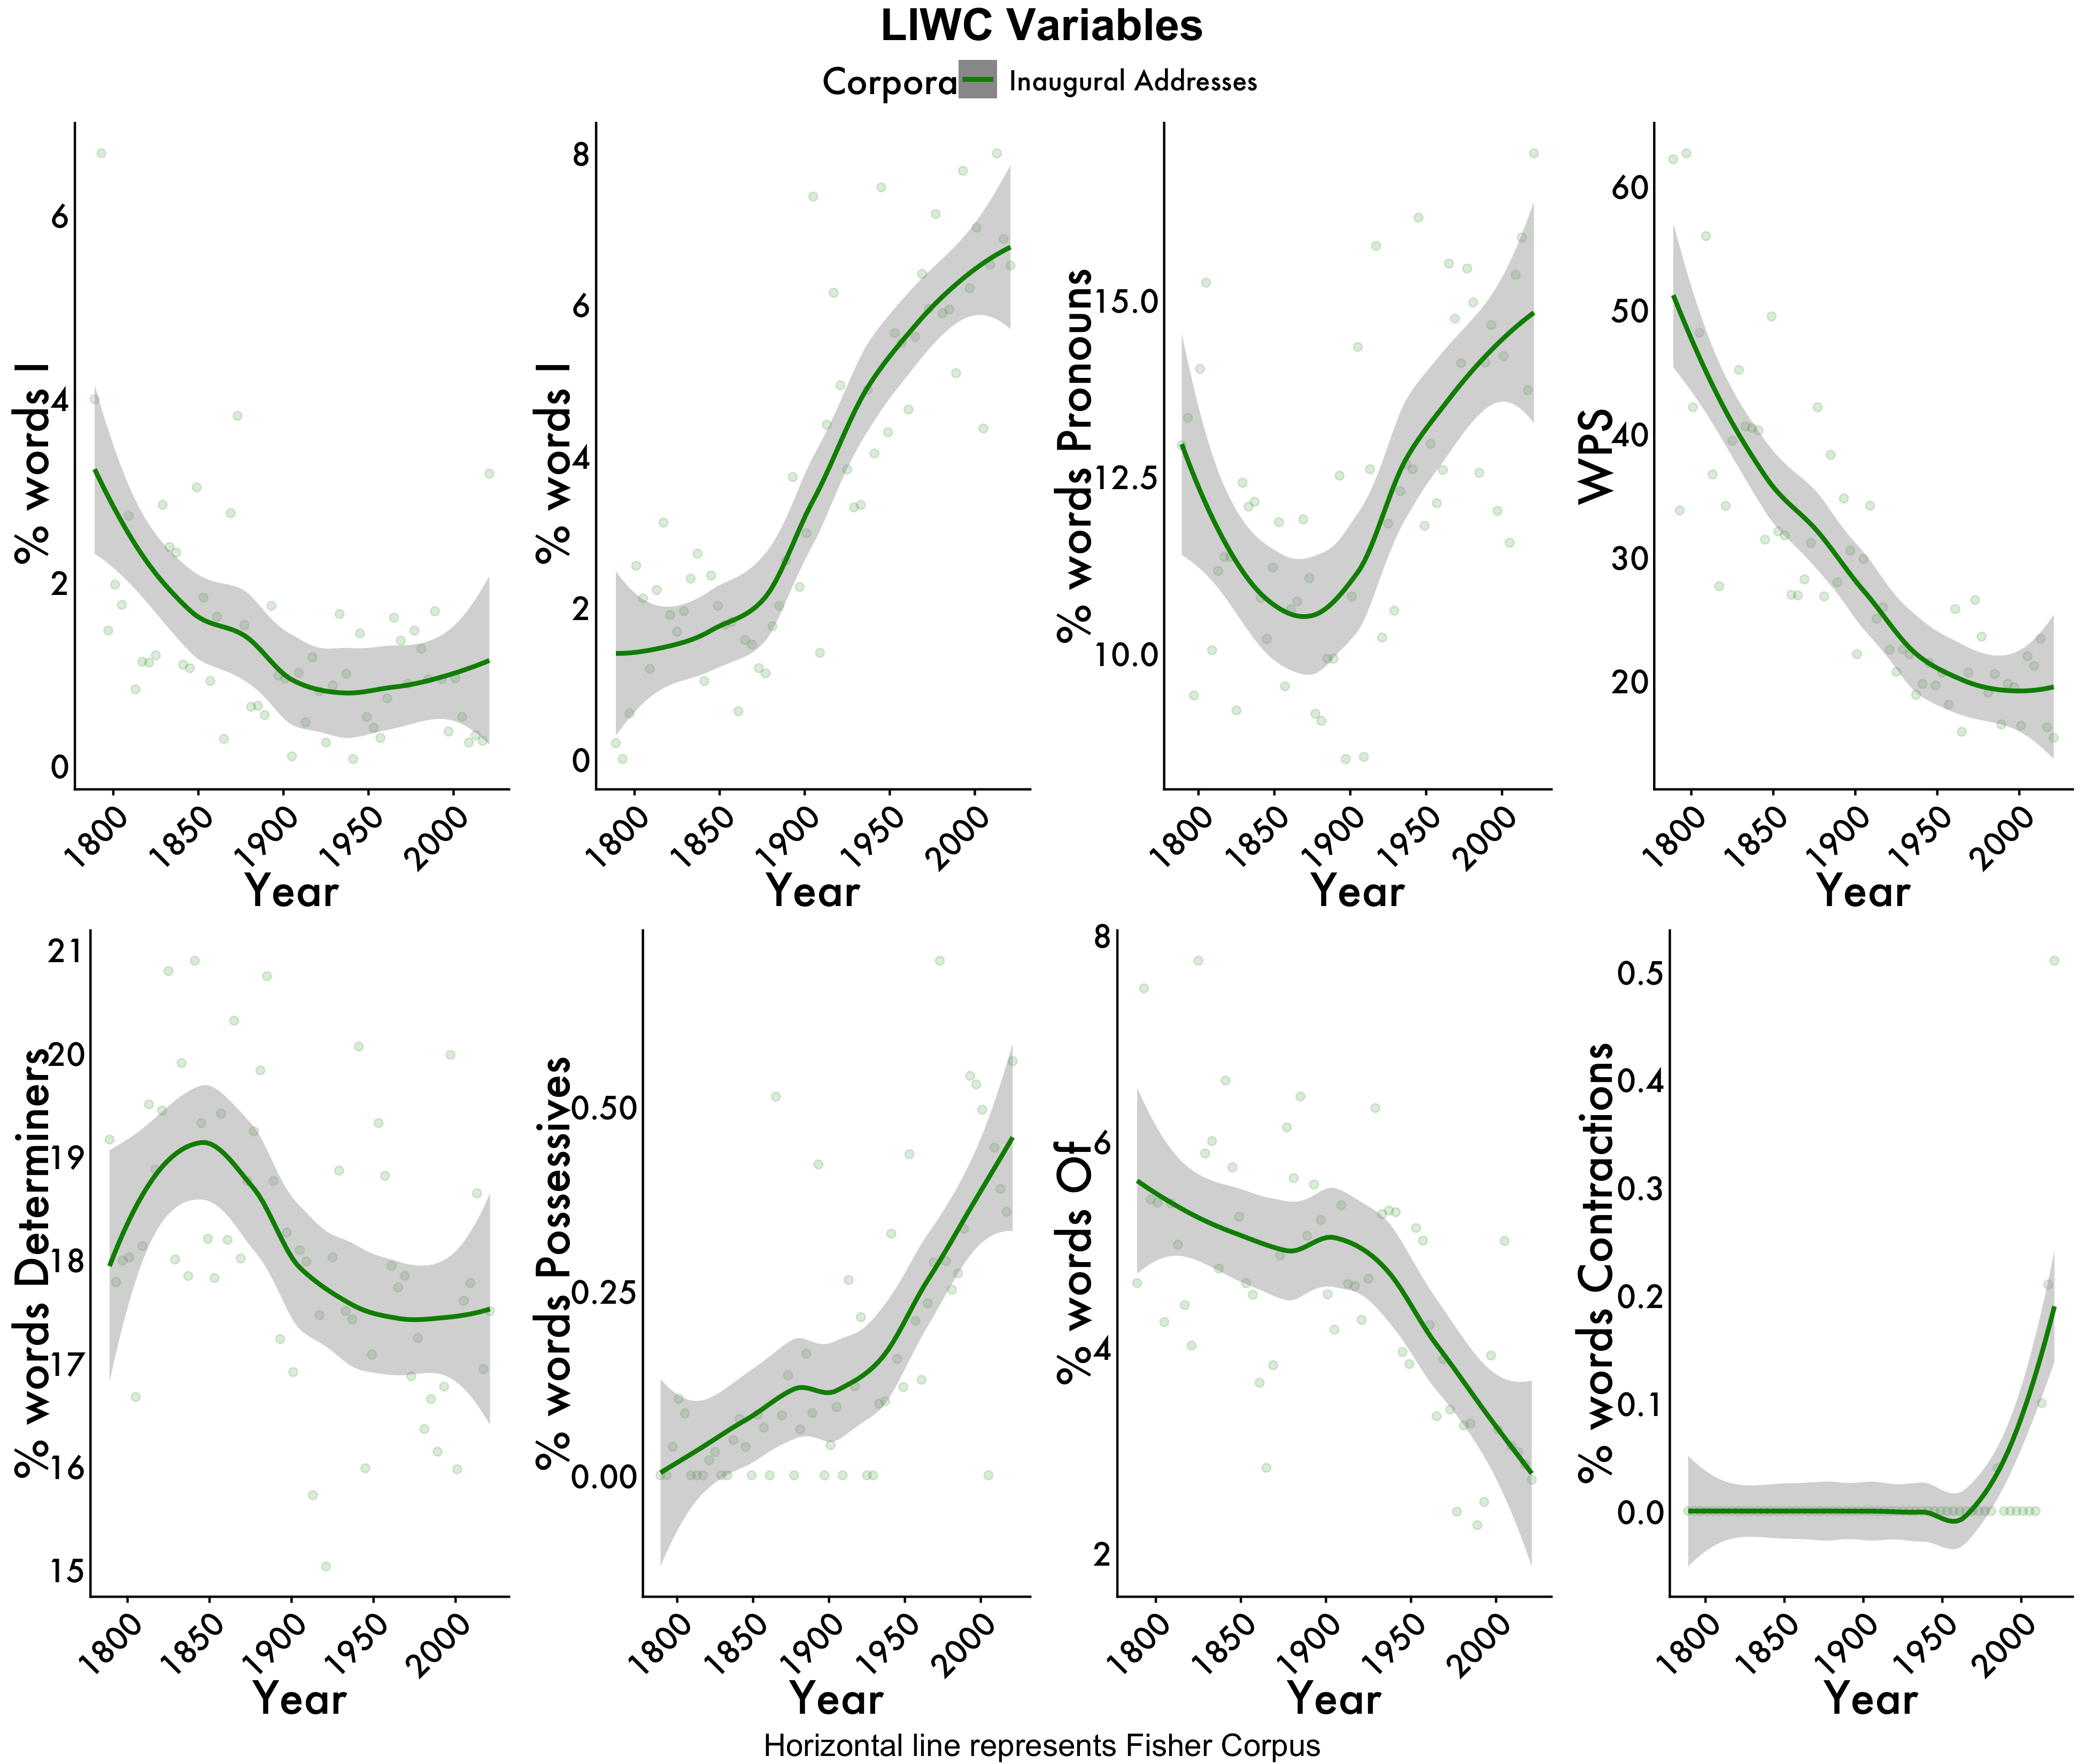 LIWC Variables
Corpora Inaugural Addresses
% words I
6
4
2
0
1800 1850 1900 1950 2000
Year
% words I
8
6
4
2
0
1800 1850 1900 1950 2000
Year
% words Pronouns
15.0
12.5
10.0
1800 1850 1900 1950 2000
Year
WPS
60
50
40
30
20
1800 1850 1900 1950 2000
Year
% words Determiners
21
20
19
18
17
16
15
1800 1850 1900 1950 2000
Year
% words Possessives
0.50
0.25
0.00
1800 1850 1900 1950 2000
Year
% words Of
8
6
4
2
1800 1850 1900 1950 2000
Year
% words Contractions
0.5
0.4
0.3
0.2
0.1
0.0
1800 1850 1900 1950 2000
Year
Horizontal line represents Fisher Corpus